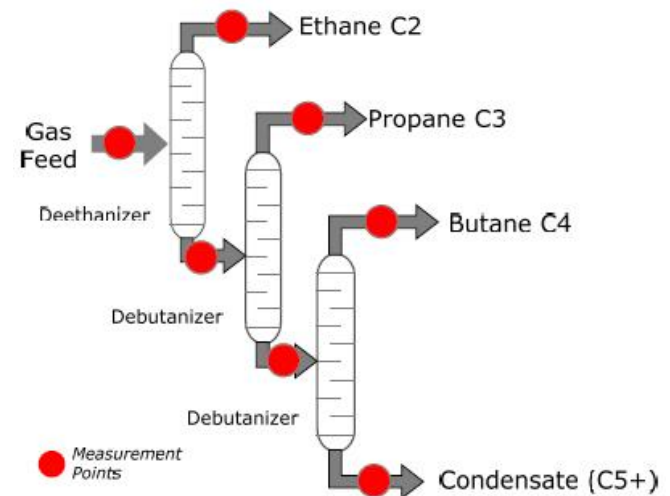 Ethane C2
Gas
Feed
Propane C3
Deethanizer
Butane C4
Debutanizer
Debutanizer
Measurement
Points
Condensate (C5+)